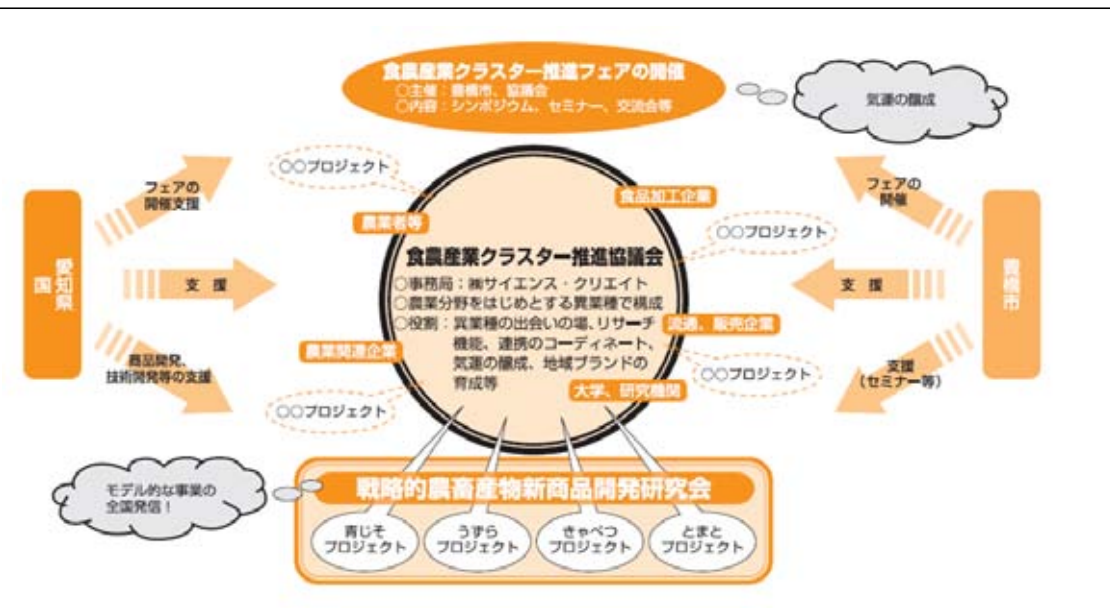 食農産業クラスター推進フェアの開催
○主催：豊橋市、協議会
○内容：シンポジウム、セミナー、交流会等
気運の醸成
○○プロジェクト
フェアの
開催支援
農業者等
食品加工企業
フェアの
開催
○○プロジェクト
愛知県
国
支 援
食農産業クラスター推進協議会
○事務局：㈱サイエンス・クリエイト
○農業分野をはじめとする異業種で構成
○役割：異業種の出会いの場、リサーチ
機能、連携のコーディネート、
気運の醸成、地域ブランドの
育成等
支 援
豊橋市
流通、販売企業
農業関連企業
商品開発、
技術開発等の支援
○○プロジェクト
支援
（セミナー等）
大学、研究機関
○○プロジェクト
戦略的農畜産物新商品開発研究会
モデル的な事業の
全国発信！
青じそ
プロジェクト
うずら
プロジェクト
きゃべつ
プロジェクト
とまと
プロジェクト